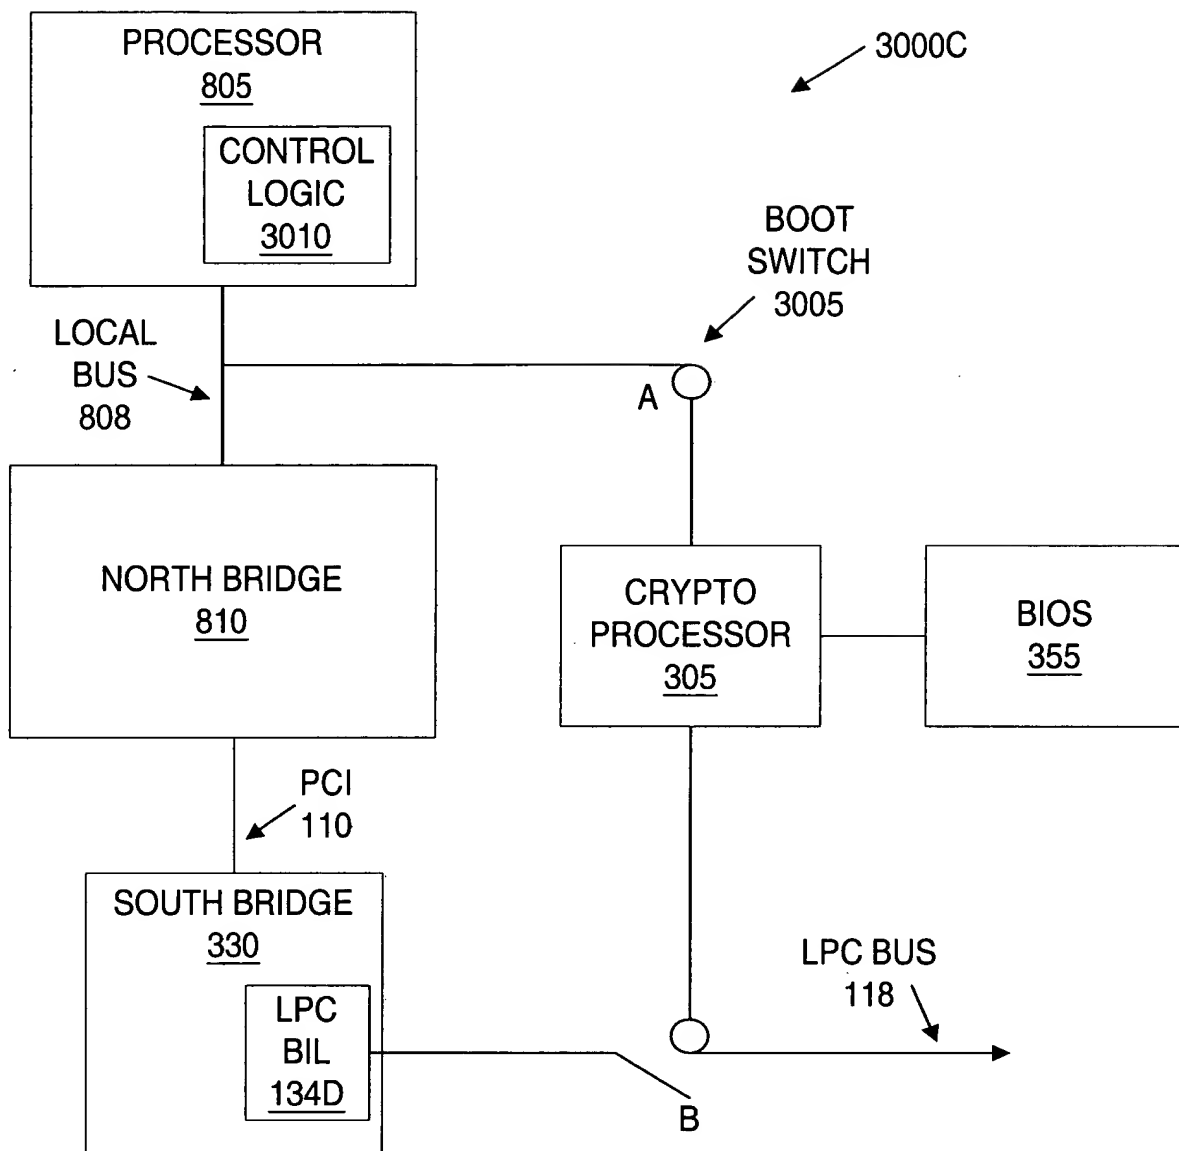 PROCESSOR
805
CONTROL
LOGIC
3010
3000C
BOOT
SWITCH
3005
LOCAL
BUS
808
A
NORTH BRIDGE
810
CRYPTO
PROCESSOR
305
BIOS
355
PCI
110
SOUTH BRIDGE
330
LPC
BIL
134D
LPC BUS
118
B